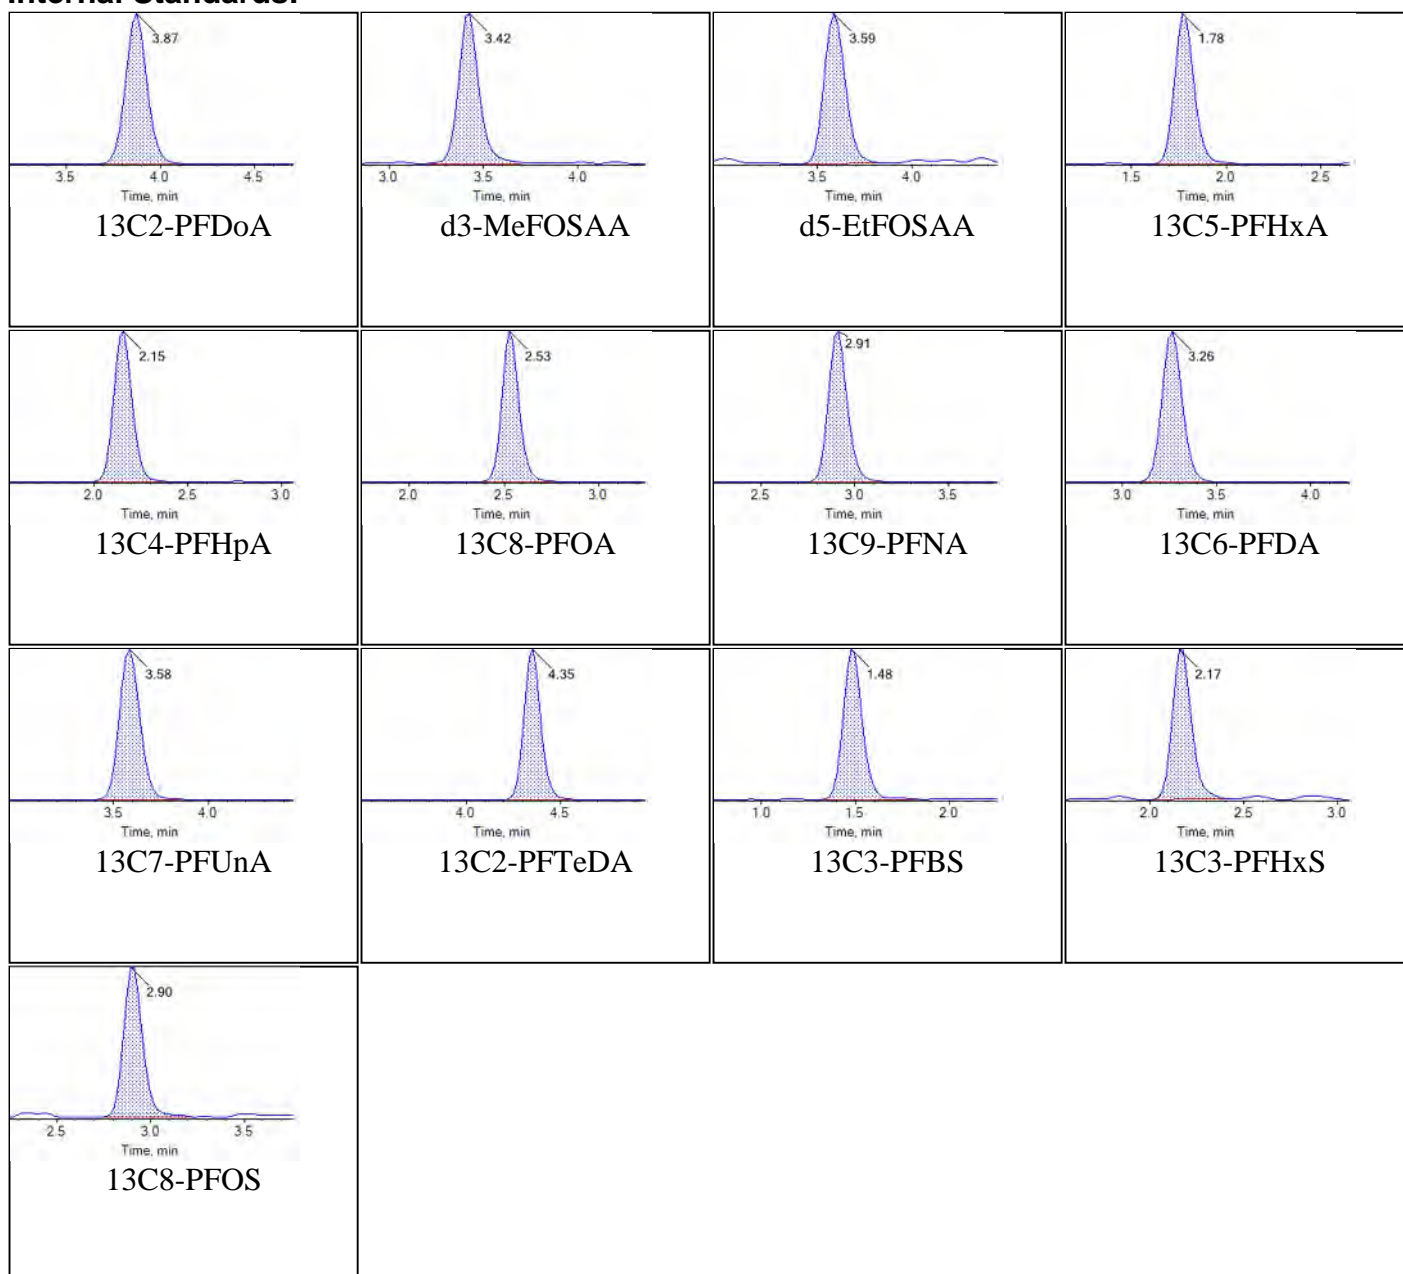 Internal Standards:
3.87
3.5 4.0 4.5
Time, min
13C2-PFDoA
3.42
3.0 3.5 4.0
Time, min
d3-MeFOSAA
3.59
3.5 4.0
Time, min
d5-EtFOSAA
1.78
1.5 2.0 2.5
Time, min
13C5-PFHxA
2.15
2.0 2.5 3.0
Time, min
13C4-PFHpA
2.53
2.0 2.5 3.0
Time, min
13C8-PFOA
2.91
2.5 3.0 3.5
Time, min
13C9-PFNA
3.26
3.0 3.5 4.0
Time, min
13C6-PFDA
3.58
3.5 4.0
Time, min
13C7-PFUnA
4.35
4.0 4.5
Time, min
13C2-PFTeDA
1.48
1.0 1.5 2.0
Time, min
13C3-PFBS
2.17
2.0 2.5 3.0
Time, min
13C3-PFHxS
2.90
2.5 3.0 3.5
Time, min
13C8-PFOS